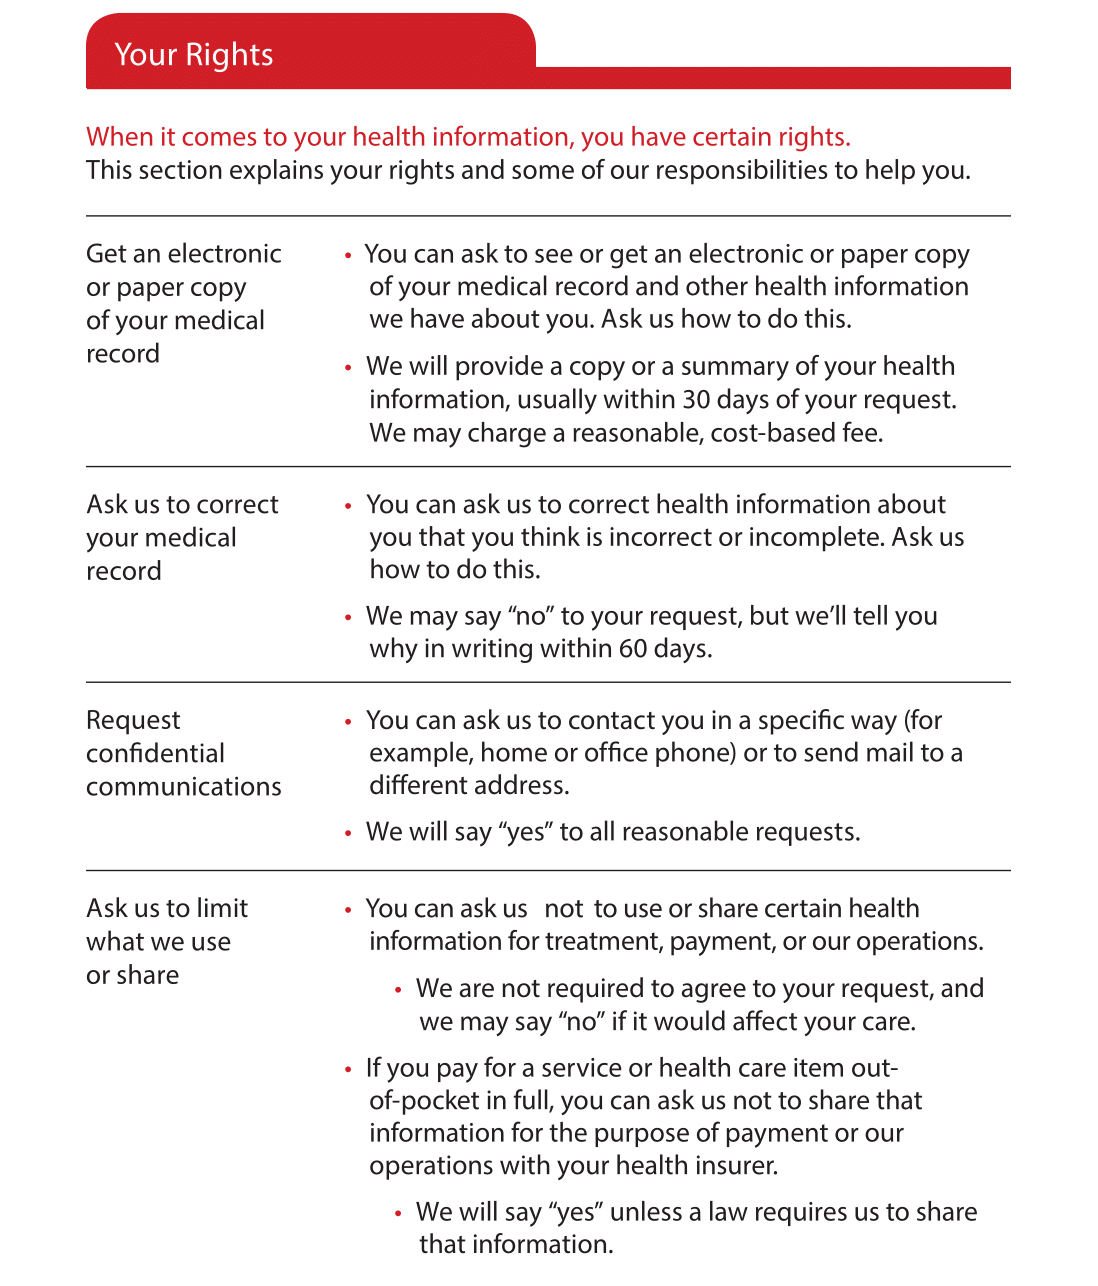 Your Rights
When it comes to your health information, you have certain rights.
This section explains your rights and some of our responsibilities to help you.
Get an electronic
or paper copy
of your medical
record
• You can ask to see or get an electronic or paper copy
of your medical record and other health information
we have about you. Ask us how to do this.
• We will provide a copy or a summary of your health
information, usually within 30 days of your request.
We may charge a reasonable, cost-based fee.
Ask us to correct
your medical
record
• You can ask us to correct health information about
you that you think is incorrect or incomplete. Ask us
how to do this.
• We may say “no” to your request, but we’ll tell you
why in writing within 60 days.
Request
confidential
communications
• You can ask us to contact you in a specific way (for
example, home or office phone) or to send mail to a
different address.
• We will say “yes” to all reasonable requests.
Ask us to limit
what we use
or share
• You can ask us not to use or share certain health
information for treatment, payment, or our operations.
• We are not required to agree to your request, and
we may say “no” if it would affect your care.
• If you pay for a service or health care item out-
of-pocket in full, you can ask us not to share that
information for the purpose of payment or our
operations with your health insurer.
• We will say “yes” unless a law requires us to share
that information.